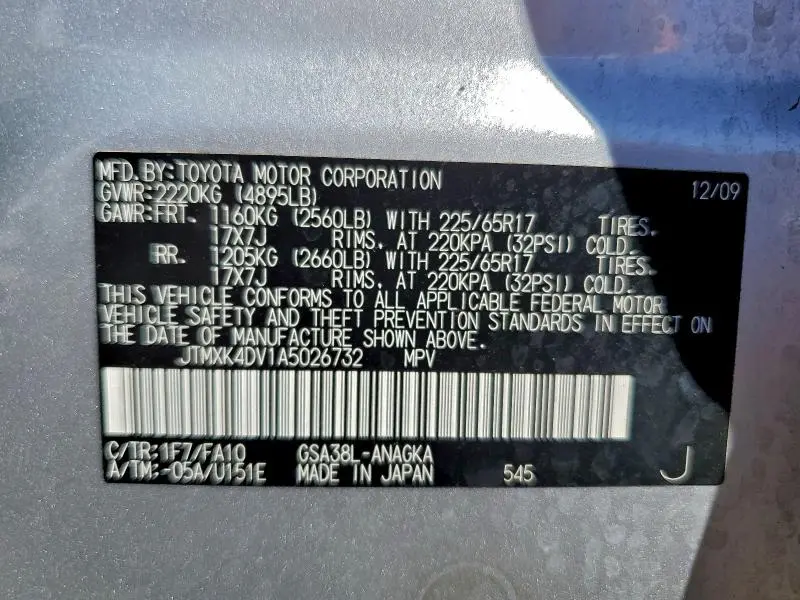 MFD.BY:TOYOTA MOTOR CORPORATION 12/09
GVWR:2220KG (4895LB)
GAWR:FRT. 1160KG (2560LB) WITH 225/65R17 TIRES.
17X7J RIMS, AT 220KPA (32PSI) COLD.
RR. 1205KG (2660LB) WITH 225/65R17 TIRES.
17X7J RIMS, AT 220KPA (32PSI) COLD.
THIS VEHICLE CONFORMS TO ALL APPLICABLE FEDERAL MOTOR
VEHICLE SAFETY AND THEFT PREVENTION STANDARDS IN EFFECT ON
THE DATE OF MANUFACTURE SHOWN ABOVE.
JTMXK4DV1A5026732 MPV
C/TR:1F7/FA10 GSA38L-ANAGKA
A/TM:-05A/U151E MADE IN JAPAN 545 J